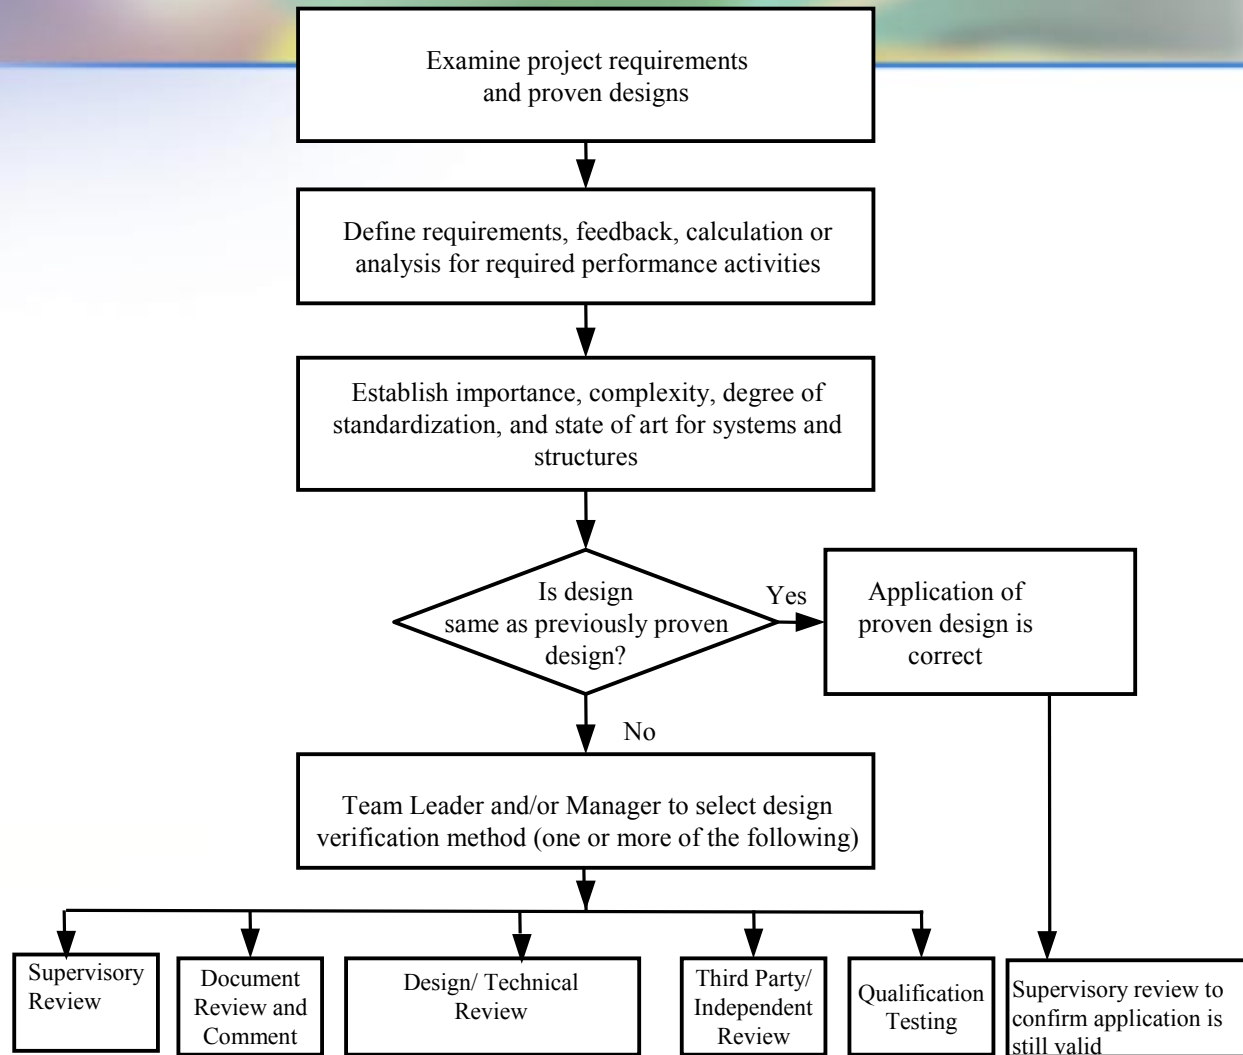 Examine project requirements
and proven designs
Define requirements, feedback, calculation or
analysis for required performance activities
Establish importance, complexity, degree of
standardization, and state of art for systems and
structures
Is design
same as previously proven
design?
Yes
Application of
proven design is
correct
No
Team Leader and/or Manager to select design
verification method (one or more of the following)
Supervisory
Review
Document
Review and
Comment
Design/ Technical
Review
Third Party/
Independent
Review
Qualification
Testing
Supervisory review to
confirm application is
still valid